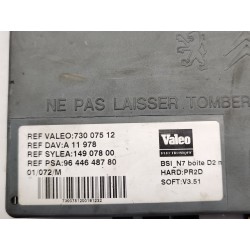 NE PAS LAISSER TOMBER
REF VALEO:730 075 12
REF DAV:A 11 978
REF SYLEA:149 078 00
REF PSA:96 446 487 80
01/072/M
Valeo
BSI_N7 boite D2 n
HARD:PR2D
SOFT:V3.51